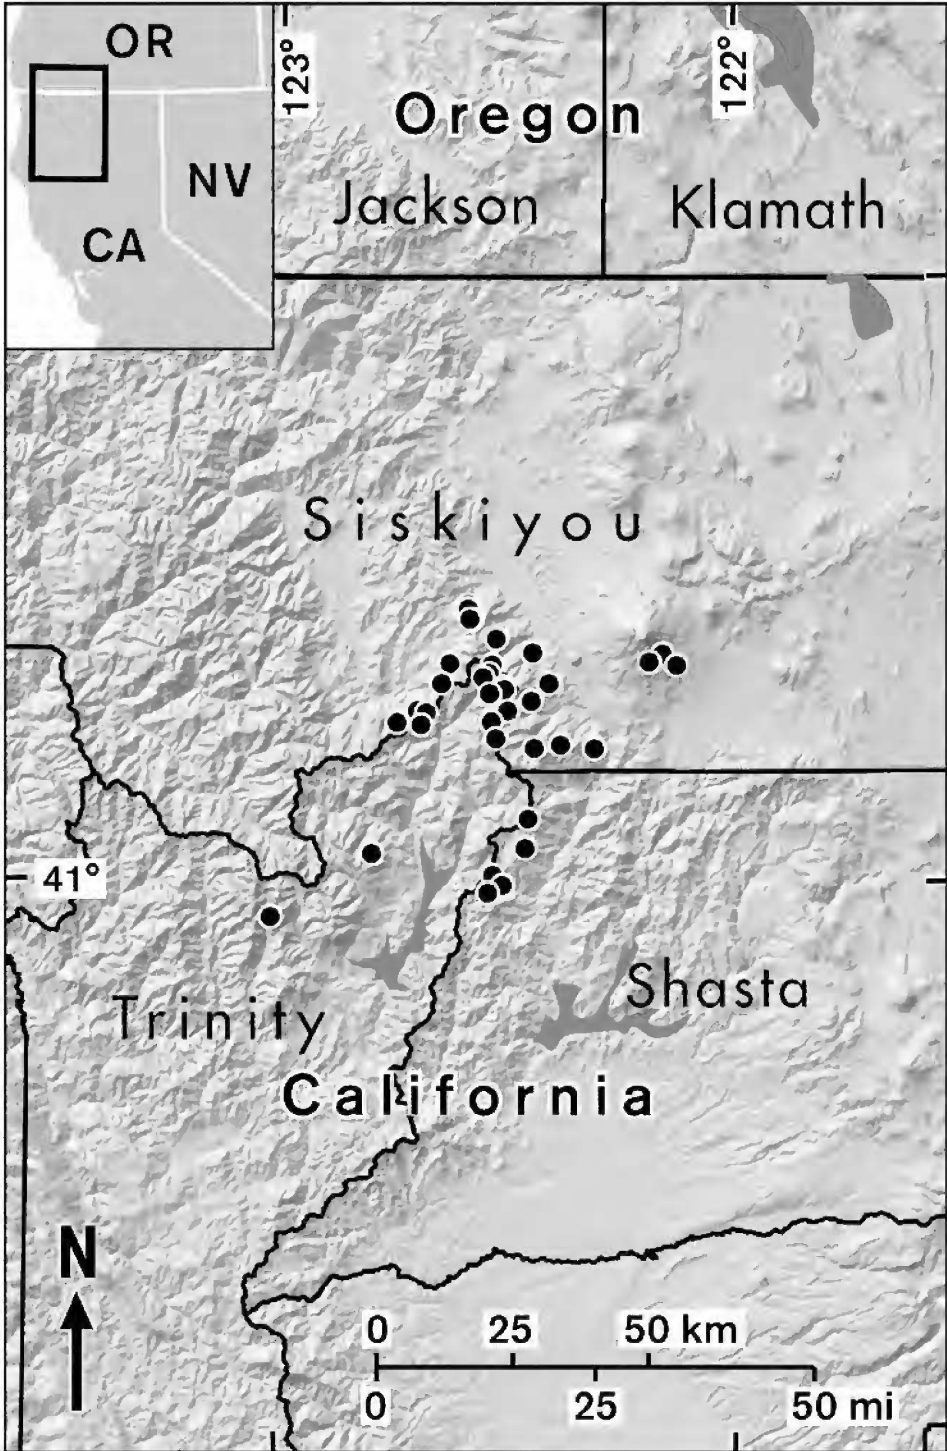 OR
NV
CA
123°
122°
Oregon
Jackson
Klamath
Siskiyou
41°
Trinity
Shasta
California
N
0 25 50 km
0 25 50 mi